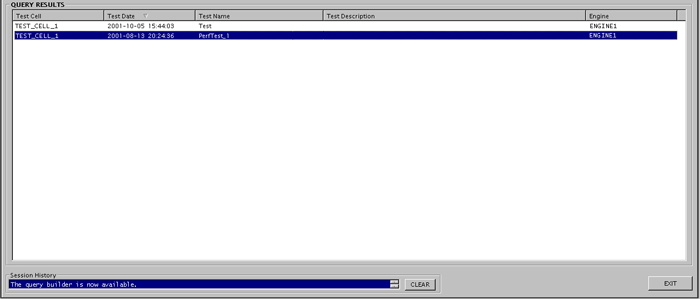 QUERY RESULTS
Test Cell Test Date Test Name Test Description Engine
TEST_CELL_1 2001-10-05 15:44:03 Test ENGINE1
TEST_CELL_1 2001-08-13 20:24:36 PerfTest_1 ENGINE1
Session History
The query builder is now available.
CLEAR
EXIT